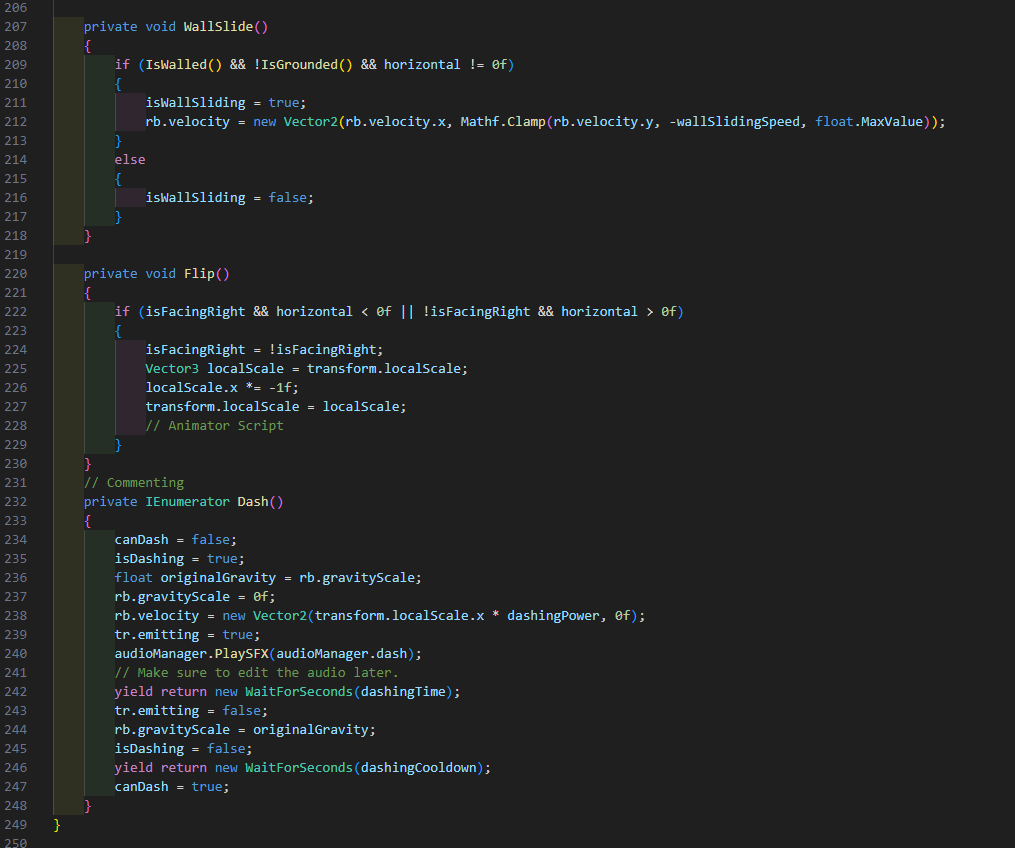 206
207 private void WallSlide()
208 {
209 if (IsWalled() && !IsGrounded() && horizontal != 0f)
210 {
211 isWallSliding = true;
212 rb.velocity = new Vector2(rb.velocity.x, Mathf.Clamp(rb.velocity.y, -wallSlidingSpeed, float.MaxValue));
213 }
214 else
215 {
216 isWallSliding = false;
217 }
218 }
219
220 private void Flip()
221 {
222 if (isFacingRight && horizontal < 0f || !isFacingRight && horizontal > 0f)
223 {
224 isFacingRight = !isFacingRight;
225 Vector3 localScale = transform.localScale;
226 localScale.x *= -1f;
227 transform.localScale = localScale;
228 // Animator Script
229 }
230 }
231 // Commenting
232 private IEnumerator Dash()
233 {
234 canDash = false;
235 isDashing = true;
236 float originalGravity = rb.gravityScale;
237 rb.gravityScale = 0f;
238 rb.velocity = new Vector2(transform.localScale.x * dashingPower, 0f);
239 tr.emitting = true;
240 audioManager.PlaySFX(audioManager.dash);
241 // Make sure to edit the audio later.
242 yield return new WaitForSeconds(dashingTime);
243 tr.emitting = false;
244 rb.gravityScale = originalGravity;
245 isDashing = false;
246 yield return new WaitForSeconds(dashingCooldown);
247 canDash = true;
248 }
249 }
250